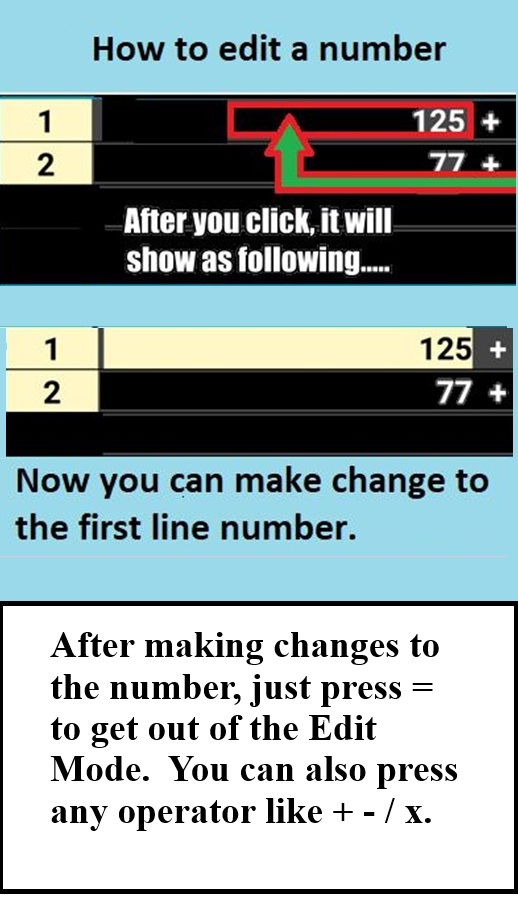 How to edit a number
1 125 +
2 77 +
After you click, it will
show as following.....
1 125 +
2 77 +
Now you can make change to
the first line number.
After making changes to
the number, just press =
to get out of the Edit
Mode.  You can also press
any operator like + - / x.